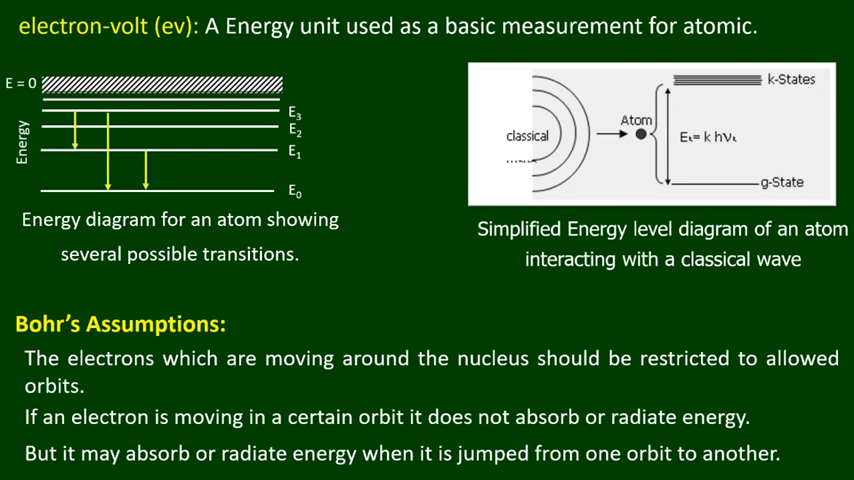 electron-volt (ev): A Energy unit used as a basic measurement for atomic.
E = 0
E3
E2
E1
E0
Energy
Energy diagram for an atom showing
several possible transitions.
classical
Atom
k-States
g-State
Simplified Energy level diagram of an atom
interacting with a classical wave
Bohr's Assumptions:
The electrons which are moving around the nucleus should be restricted to allowed
orbits.
If an electron is moving in a certain orbit it does not absorb or radiate energy.
But it may absorb or radiate energy when it is jumped from one orbit to another.